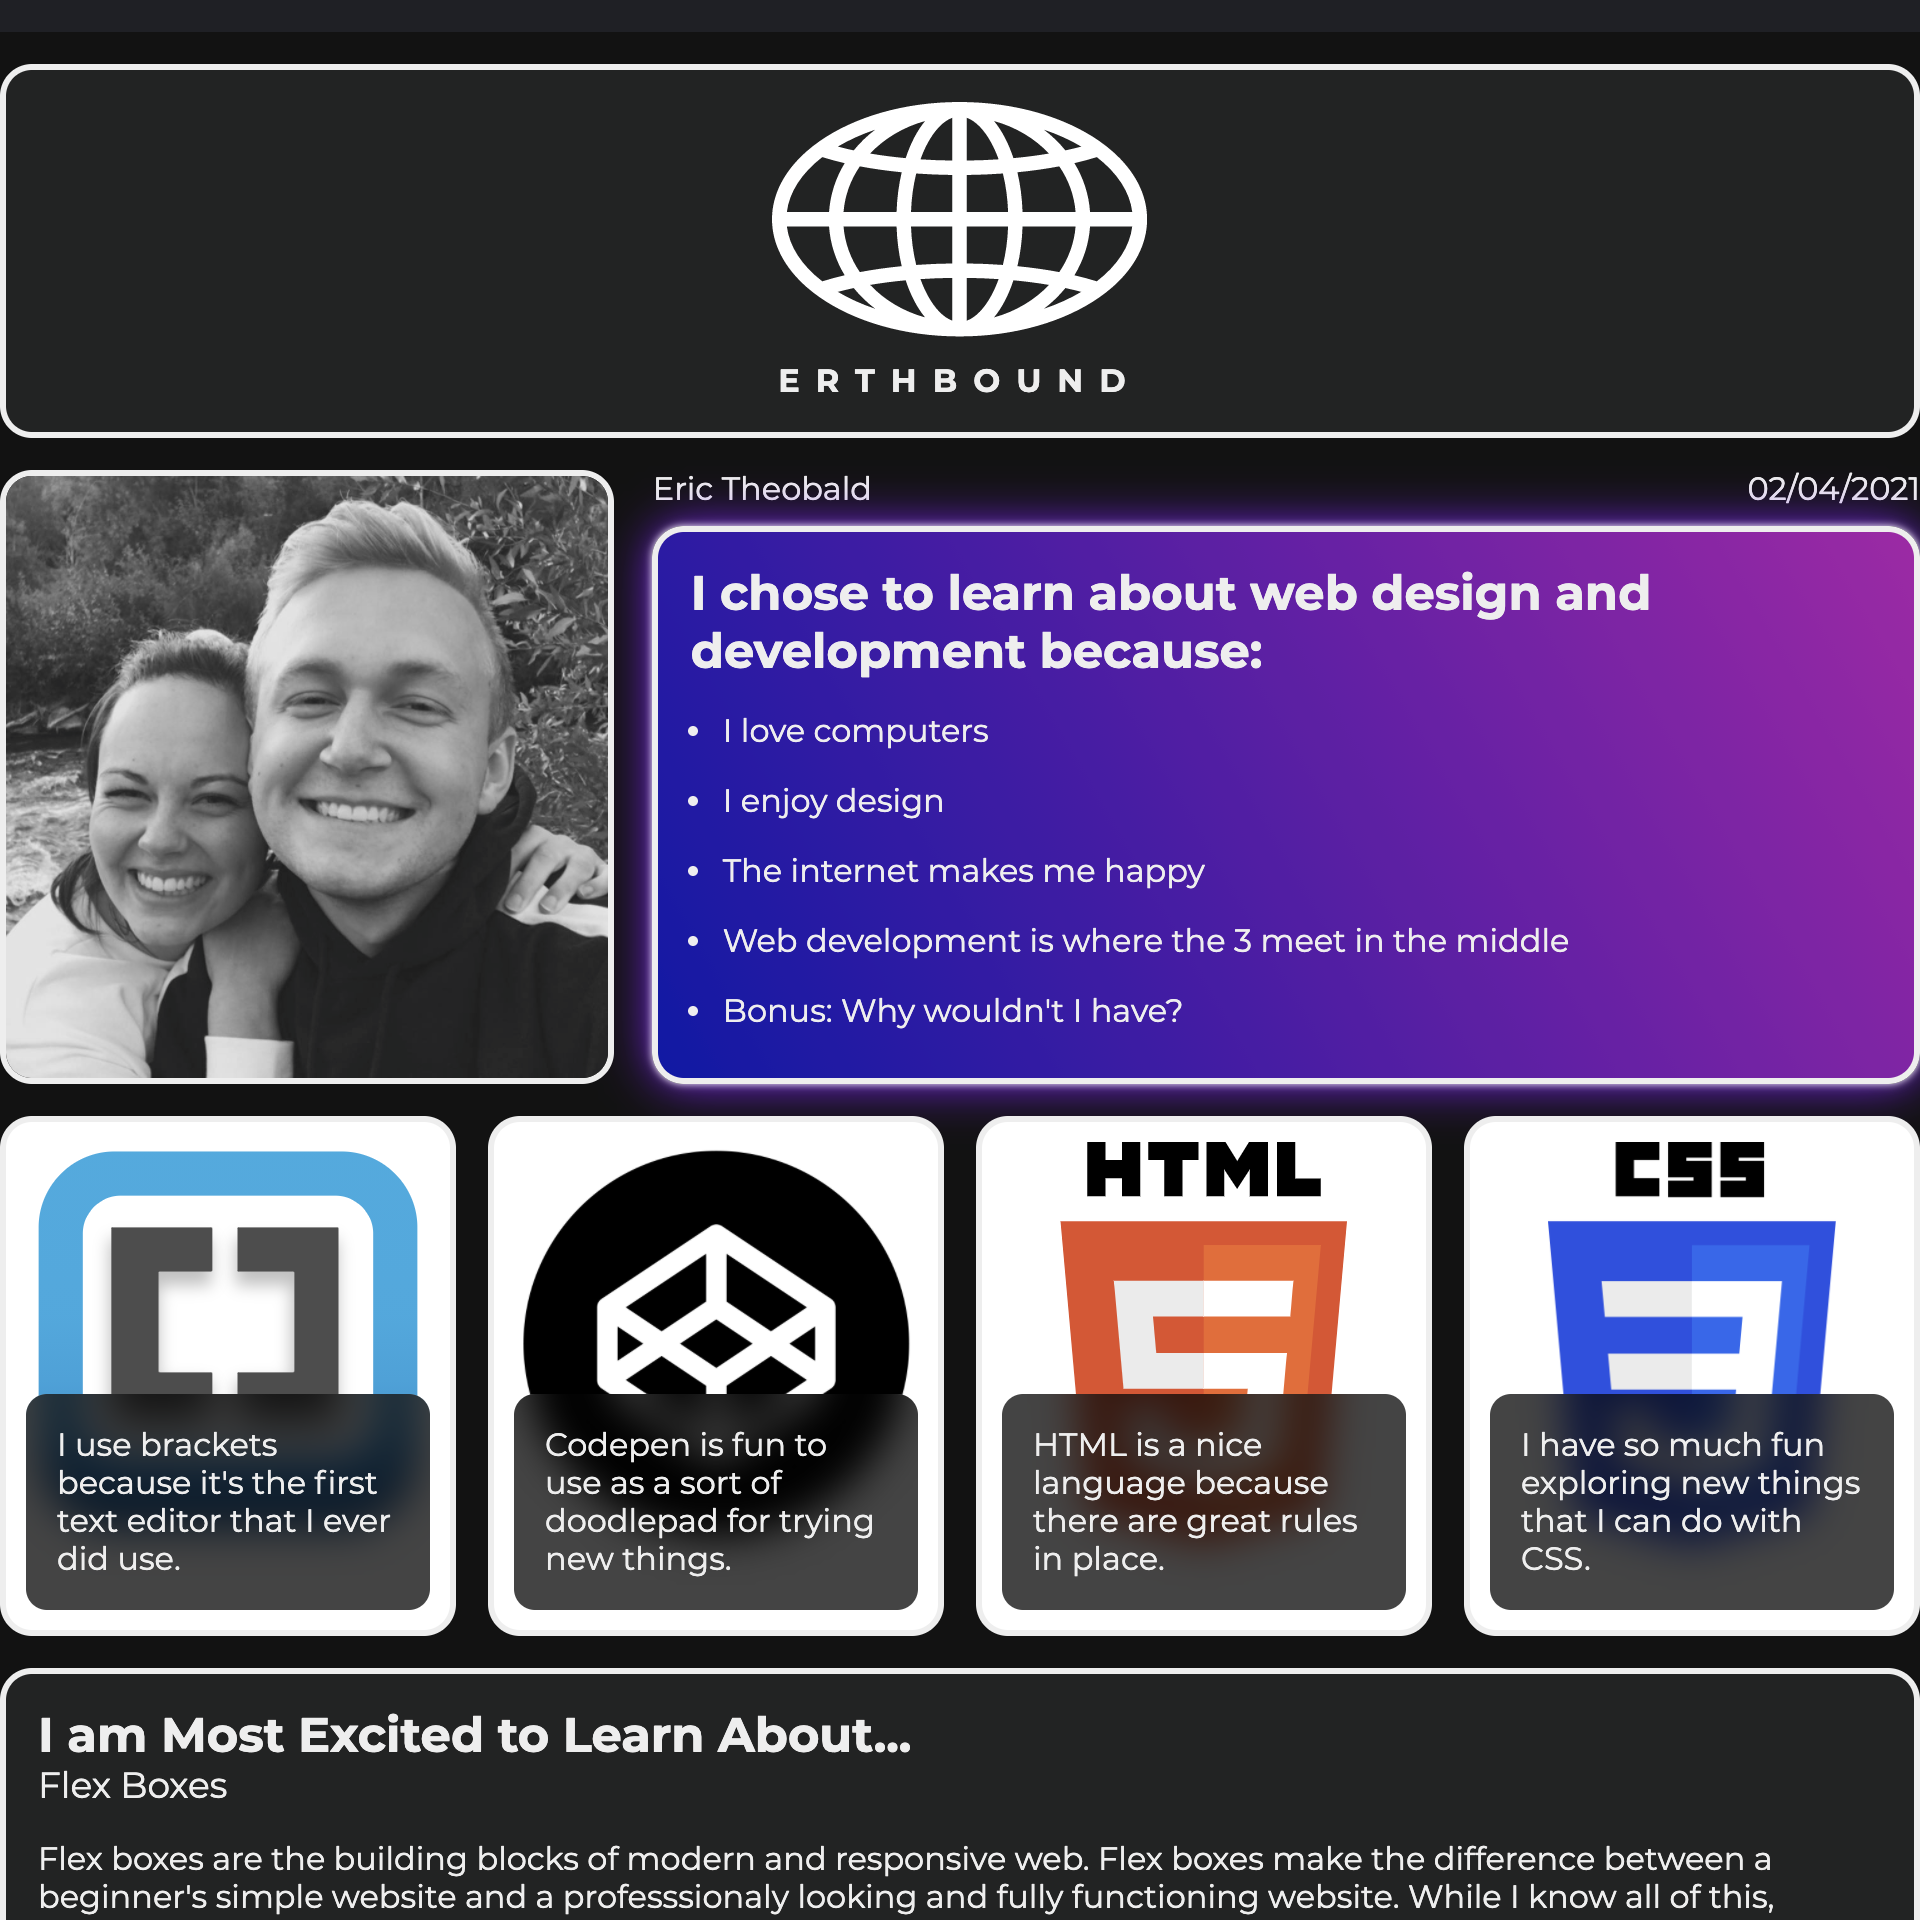 ERTHBOUND
Eric Theobald
02/04/2021
I chose to learn about web design and
development because:
• I love computers
• I enjoy design
• The internet makes me happy
• Web development is where the 3 meet in the middle
• Bonus: Why wouldn't I have?
I use brackets
because it's the first
text editor that I ever
did use.
Codepen is fun to
use as a sort of
doodlepad for trying
new things.
HTML
HTML is a nice
language because
there are great rules
in place.
CSS
I have so much fun
exploring new things
that I can do with
CSS.
I am Most Excited to Learn About...
Flex Boxes
Flex boxes are the building blocks of modern and responsive web. Flex boxes make the difference between a
beginner's simple website and a professsionaly looking and fully functioning website. While I know all of this,